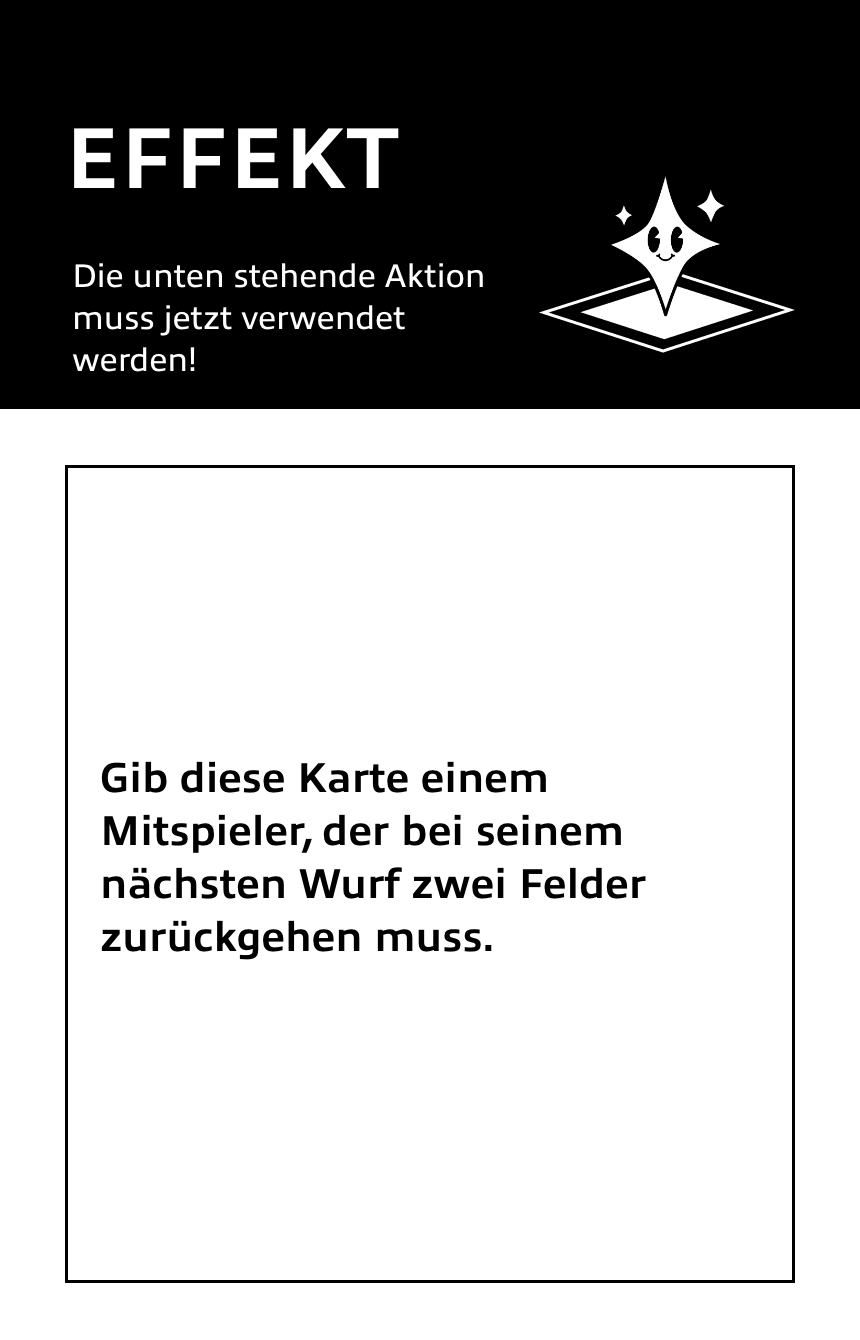 EFFEKT
Die unten stehende Aktion
muss jetzt verwendet
werden!
Gib diese Karte einem
Mitspieler, der bei seinem
nächsten Wurf zwei Felder
zurückgehen muss.